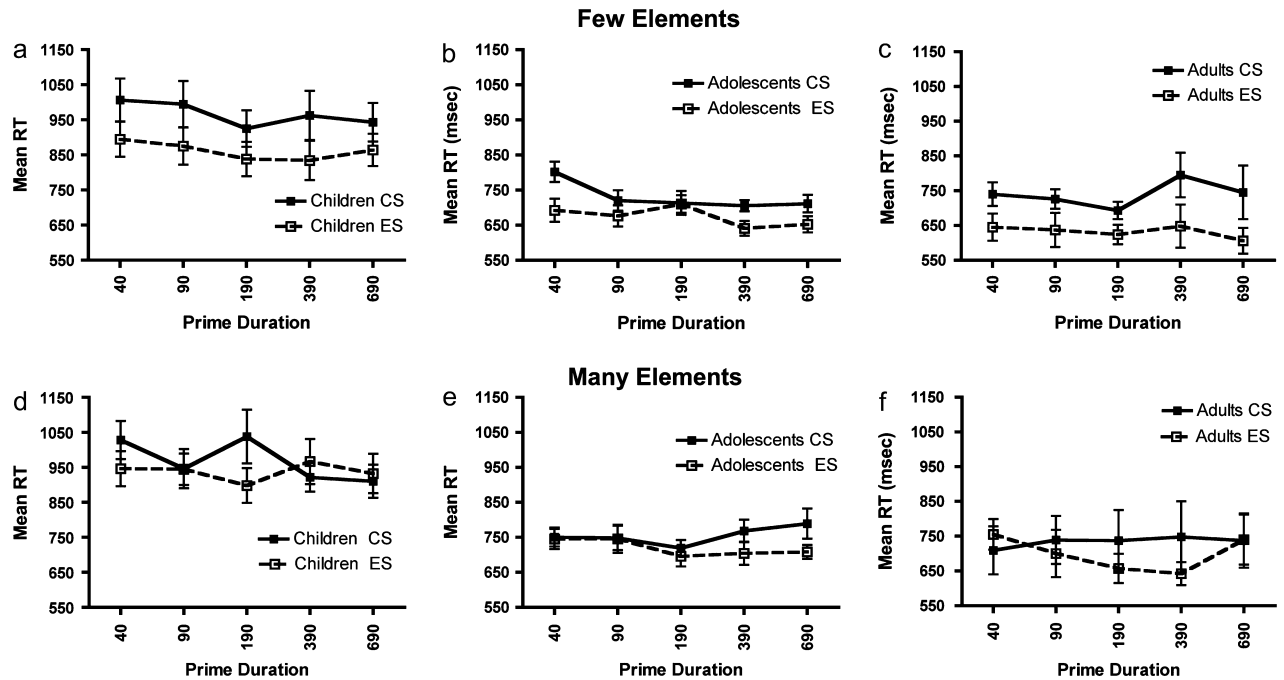 Few Elements
a
1150
1050
950
850
750
650
550
Mean RT
Children CS
Children ES
40
90
190
390
690
Prime Duration
b
1150
1050
950
850
750
650
550
Mean RT (msec)
Adolescents CS
Adolescents ES
40
90
190
390
690
Prime Duration
c
1150
1050
950
850
750
650
550
Mean RT (msec)
Adults CS
Adults ES
40
90
190
390
690
Prime Duration
Many Elements
d
1150
1050
950
850
750
650
550
Mean RT
Children CS
Children ES
40
90
190
390
690
Prime Duration
e
1150
1050
950
850
750
650
550
Mean RT
Adolescents CS
Adolescents ES
40
90
190
390
690
Prime Duration
f
1150
1050
950
850
750
650
550
Mean RT (msec)
Adults CS
Adults ES
40
90
190
390
690
Prime Duration